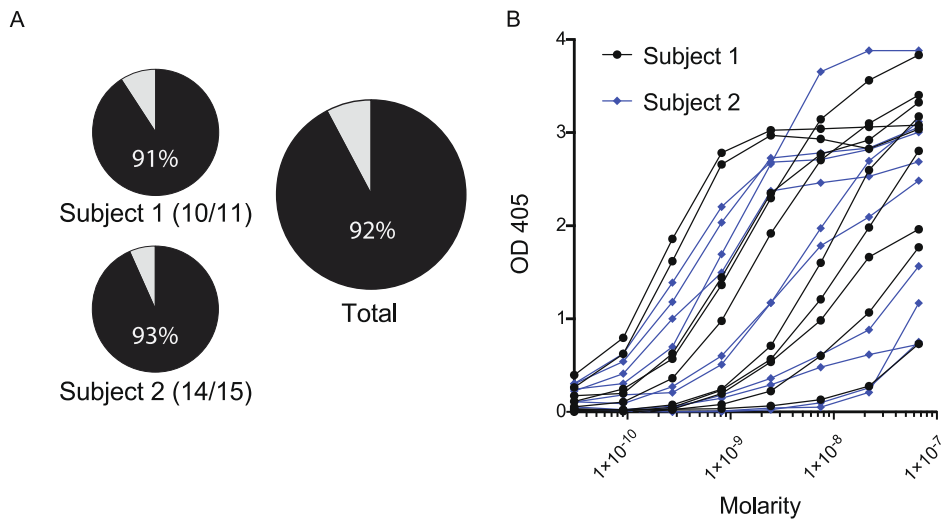 A
91%
Subject 1 (10/11)
93%
Subject 2 (14/15)
92%
Total
B
Subject 1
Subject 2
4
3
2
1
0
OD 405
1×10-10
1×10-9
1×10-8
1×10-7
Molarity